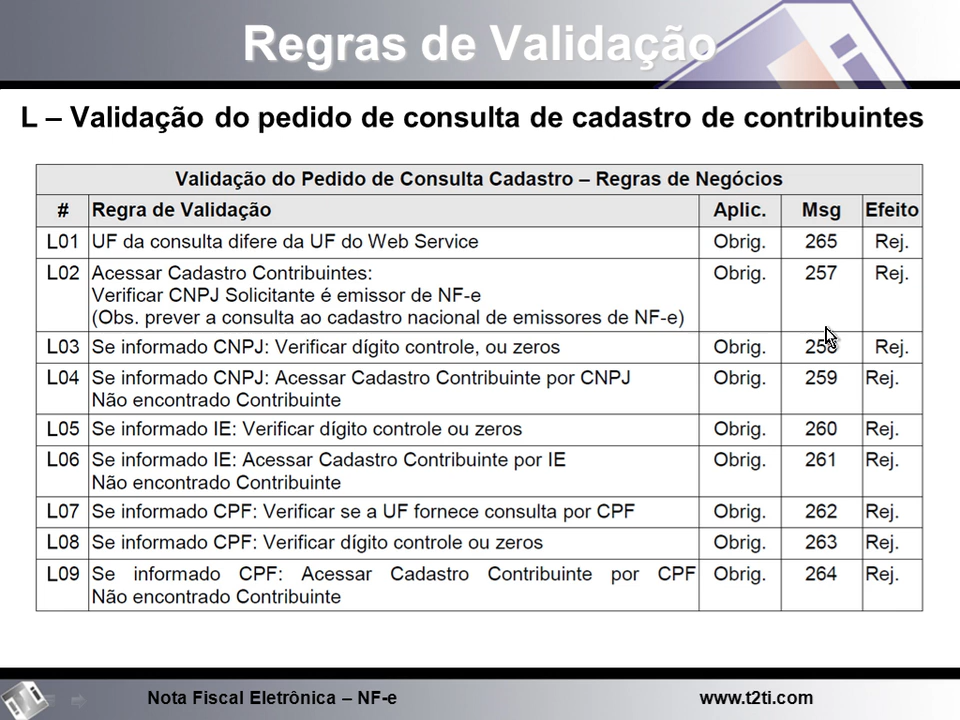 Regras de Validação
L – Validação do pedido de consulta de cadastro de contribuintes
Validação do Pedido de Consulta Cadastro – Regras de Negócios
# Regra de Validação Aplic. Msg Efeito
L01 UF da consulta difere da UF do Web Service Obrig. 265 Rej.
L02 Acessar Cadastro Contribuintes: Obrig. 257 Rej.
Verificar CNPJ Solicitante é emissor de NF-e
(Obs. prever a consulta ao cadastro nacional de emissores de NF-e)
L03 Se informado CNPJ: Verificar dígito controle, ou zeros Obrig. 258 Rej.
L04 Se informado CNPJ: Acessar Cadastro Contribuinte por CNPJ Obrig. 259 Rej.
Não encontrado Contribuinte
L05 Se informado IE: Verificar dígito controle ou zeros Obrig. 260 Rej.
L06 Se informado IE: Acessar Cadastro Contribuinte por IE Obrig. 261 Rej.
Não encontrado Contribuinte
L07 Se informado CPF: Verificar se a UF fornece consulta por CPF Obrig. 262 Rej.
L08 Se informado CPF: Verificar dígito controle ou zeros Obrig. 263 Rej.
L09 Se informado CPF: Acessar Cadastro Contribuinte por CPF Obrig. 264 Rej.
Não encontrado Contribuinte
Nota Fiscal Eletrônica – NF-e www.t2ti.com